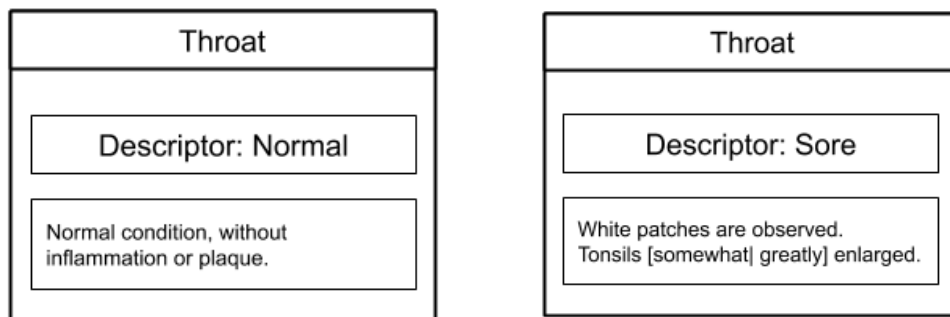 Throat
Descriptor: Normal
Normal condition, without
inflammation or plaque.
Throat
Descriptor: Sore
White patches are observed.
Tonsils [somewhat| greatly] enlarged.